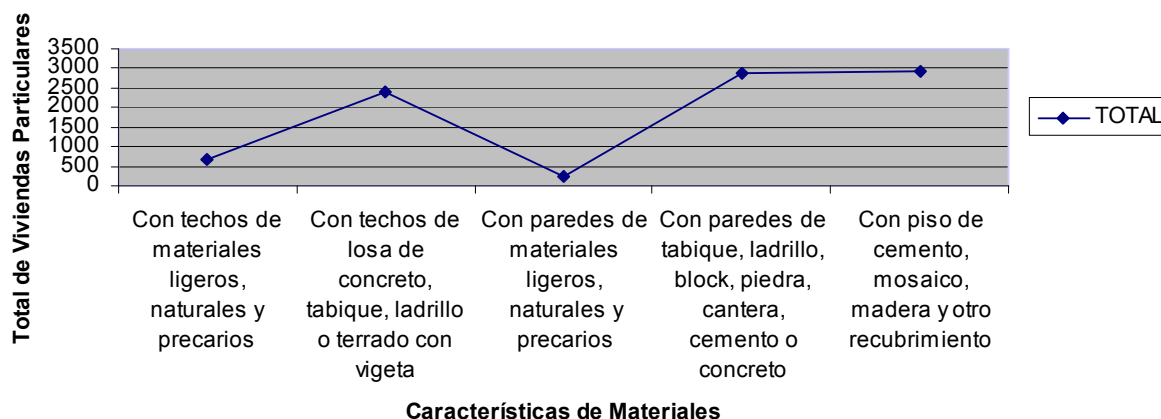 Total de Viviendas Particulares
3500
3000
2500
2000
1500
1000
500
0
Con techos de
materiales
ligeros,
naturales y
precarios
Con techos de
losa de
concreto,
tabique, ladrillo
o terrado con
vigeta
Con paredes de
materiales
ligeros,
naturales y
precarios
Con paredes de
tabique, ladrillo,
block, piedra,
cantera,
cemento o
concreto
Con piso de
cemento,
mosaico,
madera y otro
recubrimiento
Características de Materiales
TOTAL